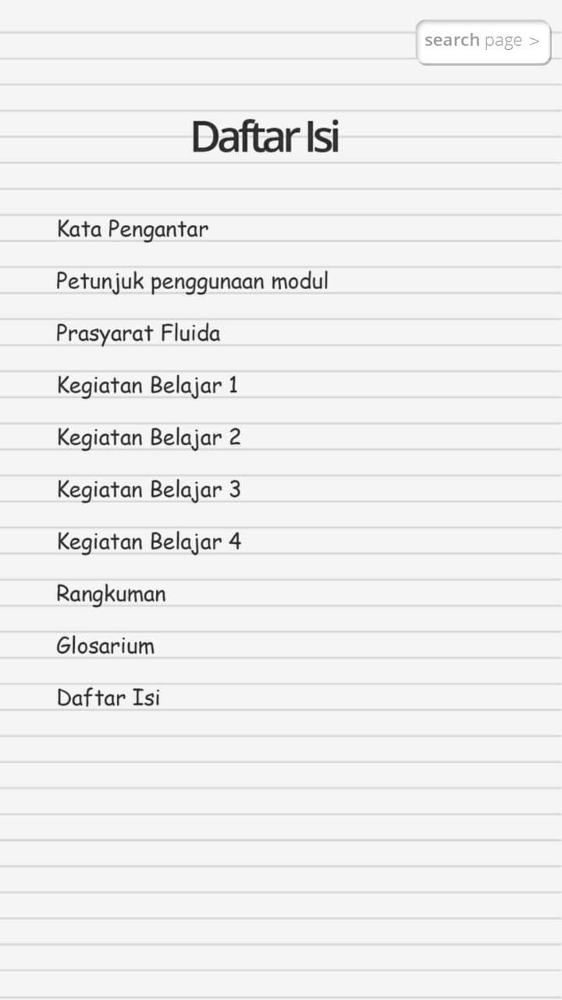 search page >
Daftar Isi
Kata Pengantar
Petunjuk penggunaan modul
Prasyarat Fluida
Kegiatan Belajar 1
Kegiatan Belajar 2
Kegiatan Belajar 3
Kegiatan Belajar 4
Rangkuman
Glosarium
Daftar Isi